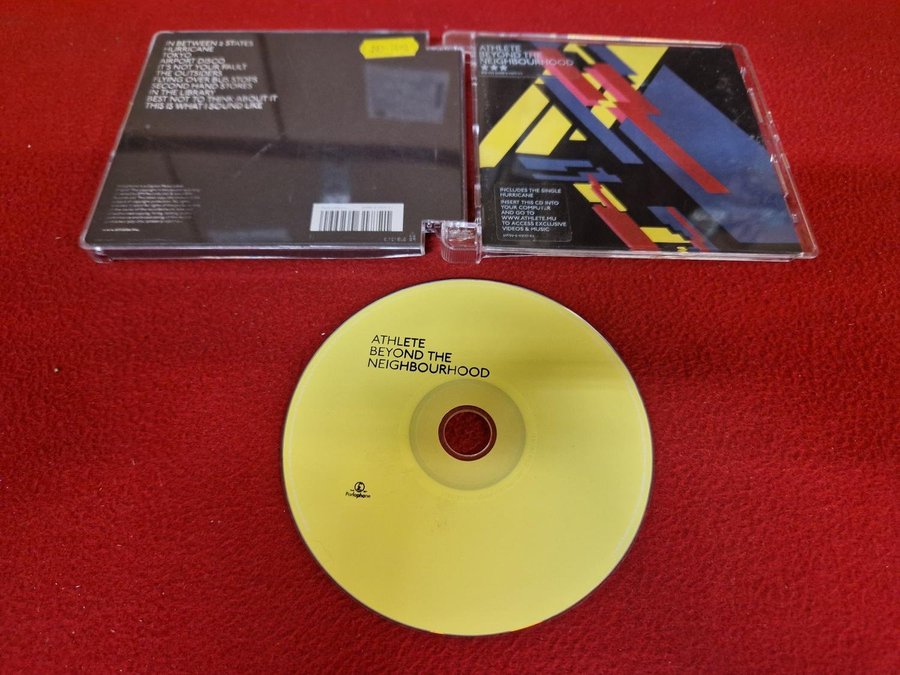 IN BETWEEN 2 STATES
HURRICANE
TOKYO
AIRPORT DISCO
IT'S NOT YOUR FAULT
THE OUTSIDERS
FLYING OVER BUS STOPS
SECOND HAND STORES
IN THE LIBRARY
BEST NOT TO THINK ABOUT IT
THIS IS WHAT I SOUND LIKE
ATHLETE
BEYOND THE
NEIGHBOURHOOD
★★★
INCLUDES THE SINGLE
HURRICANE
INSERT THIS CD INTO
YOUR COMPUTER
AND GO TO
WWW.ATHLETE.MU
TO ACCESS EXCLUSIVE
VIDEOS & MUSIC
ATHLETE
BEYOND THE
NEIGHBOURHOOD
Parlophone